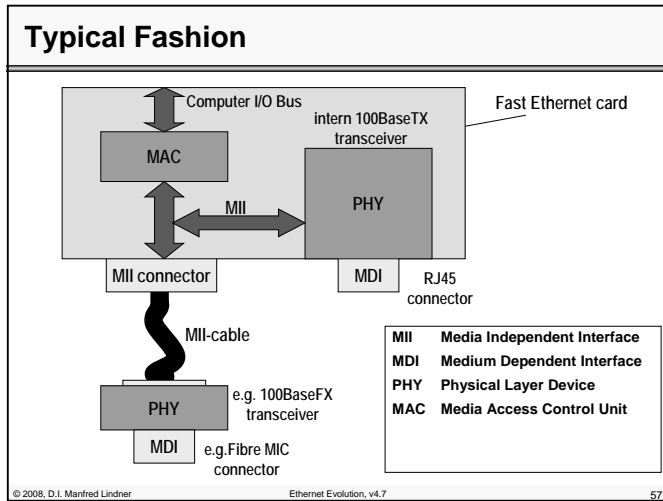 Typical Fashion
Computer I/O Bus
Fast Ethernet card
intern 100BaseTX
transceiver
MAC
MII
PHY
MII connector
MDI
RJ45
connector
MII-cable
MII Media Independent Interface
MDI Medium Dependent Interface
PHY Physical Layer Device
MAC Media Access Control Unit
e.g. 100BaseFX
transceiver
PHY
MDI
e.g.Fibre MIC
connector
© 2008, D.I. Manfred Lindner
Ethernet Evolution, v4.7
57